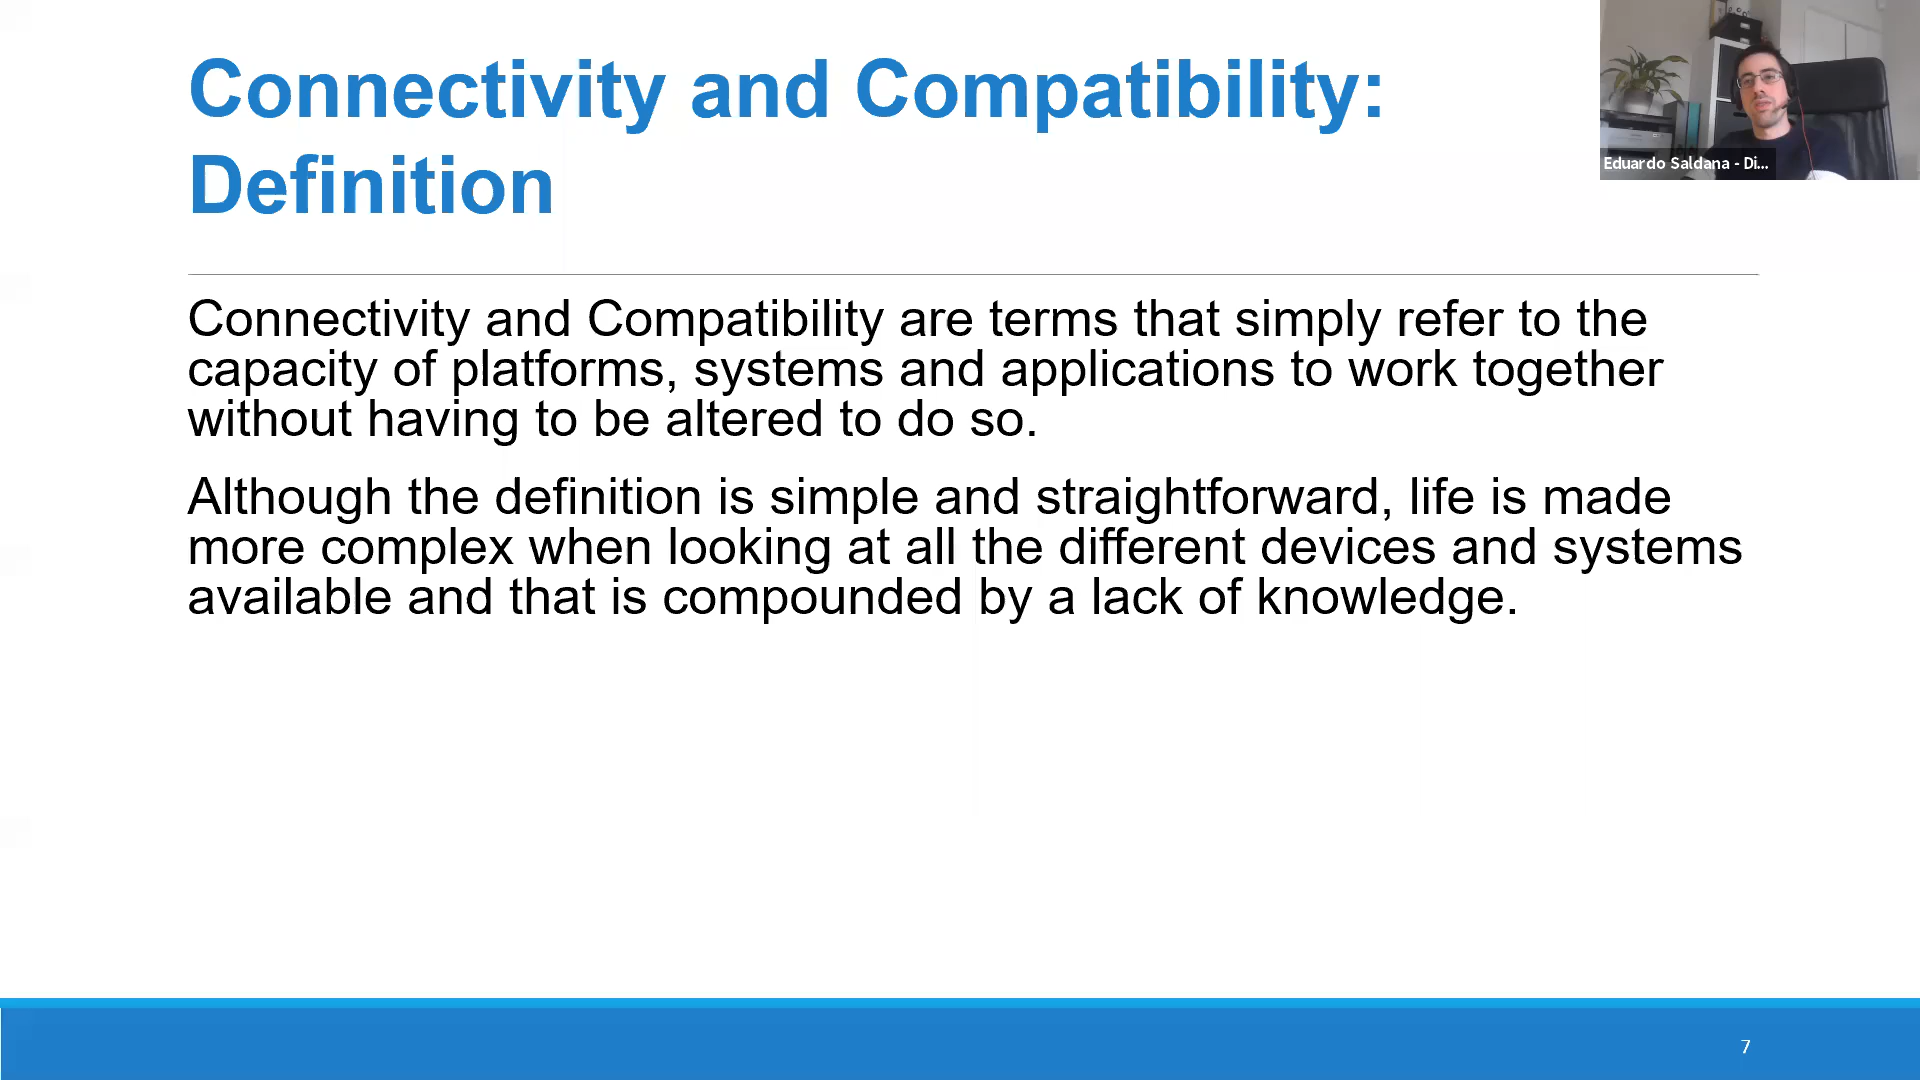 Connectivity and Compatibility:
Definition
Eduardo Saldana - Di...
Connectivity and Compatibility are terms that simply refer to the
capacity of platforms, systems and applications to work together
without having to be altered to do so.
Although the definition is simple and straightforward, life is made
more complex when looking at all the different devices and systems
available and that is compounded by a lack of knowledge.
7